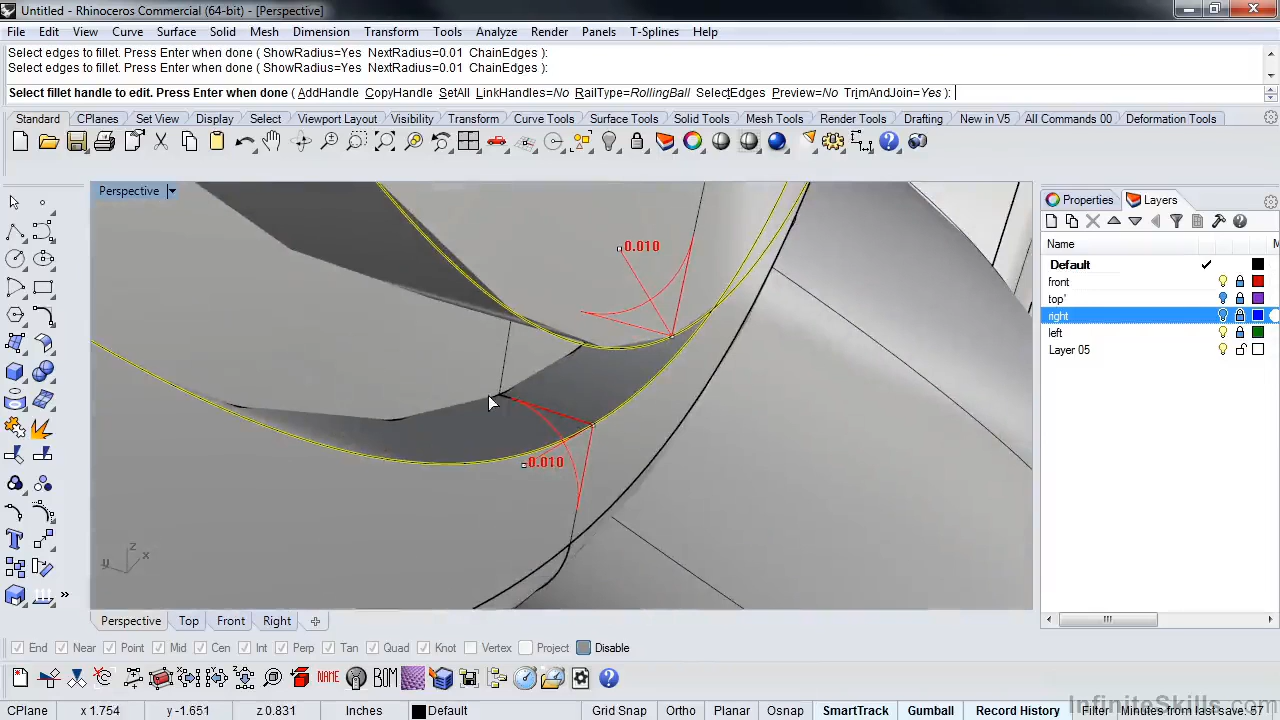 Untitled - Rhinoceros Commercial (64-bit) - [Perspective]
File Edit View Curve Surface Solid Mesh Dimension Transform Tools Analyze Render Panels T-Splines Help
Select edges to fillet. Press Enter when done ( ShowRadius=Yes NextRadius=0.01 ChainEdges ):
Select edges to fillet. Press Enter when done ( ShowRadius=Yes NextRadius=0.01 ChainEdges ):
Select fillet handle to edit. Press Enter when done ( AddHandle CopyHandle SetAll LinkHandles=No RailType=RollingBall SelectEdges Preview=No TrimAndJoin=Yes ):
Standard CPlanes Set View Display Select Viewport Layout Visibility Transform Curve Tools Surface Tools Solid Tools Mesh Tools Render Tools Drafting New in V5 All Commands 00 Deformation Tools
Perspective
Properties Layers
Name M
Default
front
top'
right
left
Layer 05
0.010
0.010
z
y x
Perspective Top Front Right
End Near Point Mid Cen Int Perp Tan Quad Knot Vertex Project Disable
NAME BOM
CPlane x 1.754 y -1.651 z 0.831 Inches Default Grid Snap Ortho Planar Osnap SmartTrack Gumball Record History Filter Minutes from last save: 57
InfiniteSkills.com